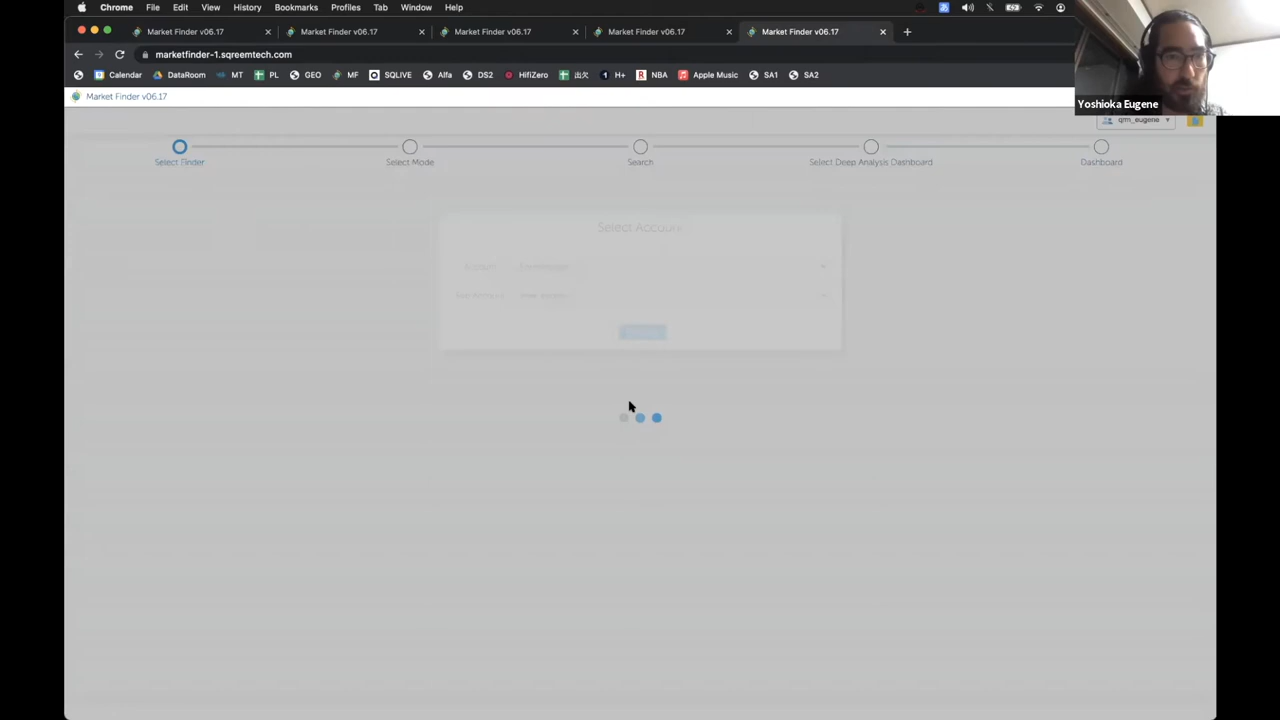 Chrome File Edit View History Bookmarks Profiles Tab Window Help
Market Finder v06.17 Market Finder v06.17 Market Finder v06.17 Market Finder v06.17 Market Finder v06.17
marketfinder-1.sqreemtech.com
Calendar DataRoom MT PL GEO MF SQLIVE Alfa DS2 HifiZero 出欠 H+ NBA Apple Music SA1 SA2
Market Finder v06.17
Yoshioka Eugene
qrm_eugene
Select Finder Select Mode Search Select Deep Analysis Dashboard Dashboard
Select Account